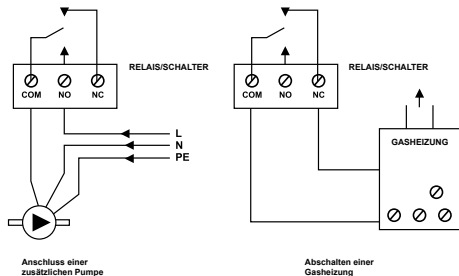 RELAIS/SCHALTER
COM NO NC
L
N
PE
Anschluss einer
zusätzlichen Pumpe
RELAIS/SCHALTER
COM NO NC
GASHEIZUNG
Abschalten einer
Gasheizung